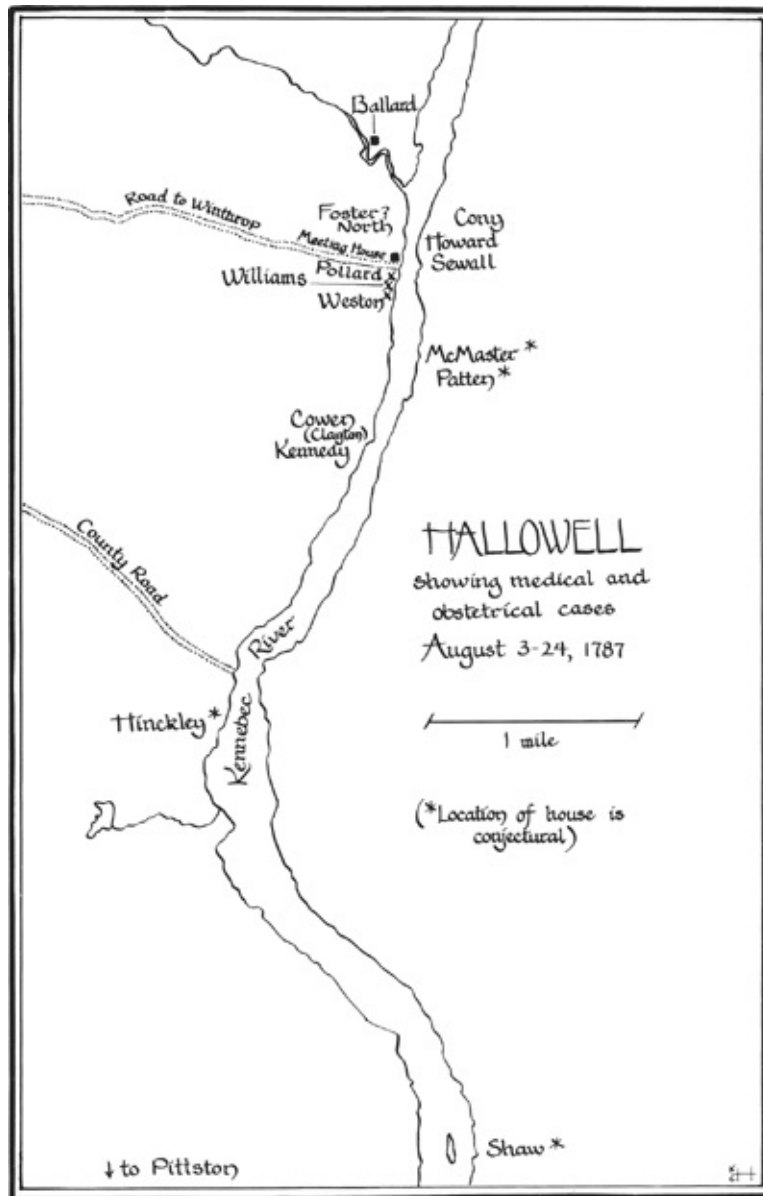 Ballard
Road to Winthrop
Foster?
North
Meeting House
Cony
Howard
Sewall
Pollard
Williams
Weston
McMaster *
Patten *
Cowen
(Clayton)
Kennedy
HALLOWELL
showing medical and
obstetrical cases
August 3-24, 1787
County Road
Kennebec River
Hinckley *
1 mile
(*Location of house is
conjectural)
Shaw *
↓ to Pittston